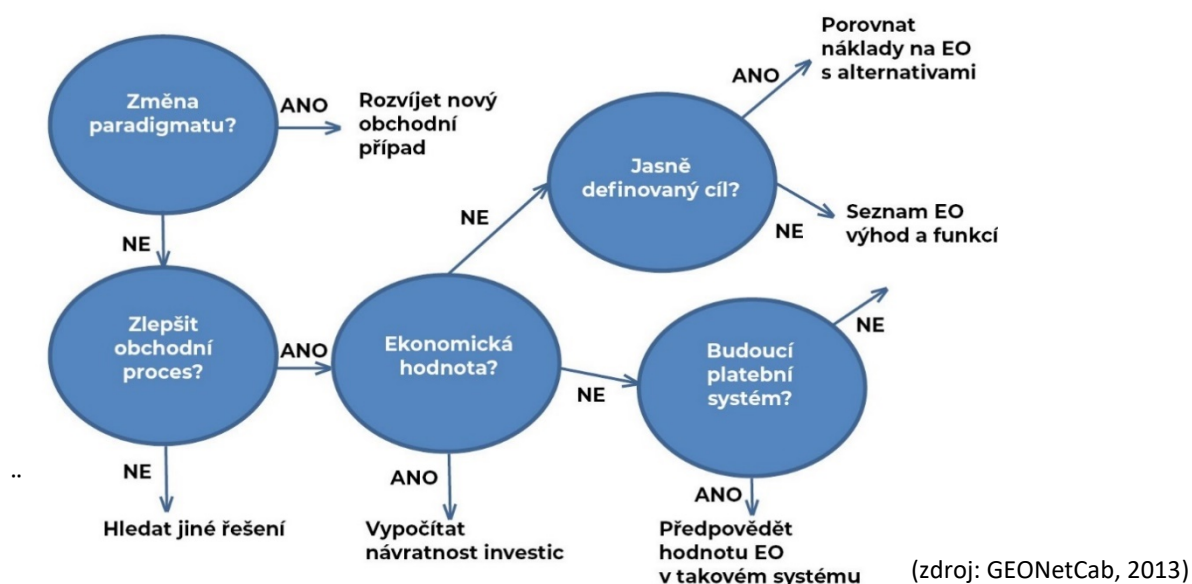 Změna
paradigmatu?
ANO
Rozvíjet nový
obchodní
případ
NE
Zlepšit
obchodní
proces?
ANO
NE
Hledat jiné řešení
Ekonomická
hodnota?
ANO
Vypočítat
návratnost investic
NE
Jasně
definovaný cíl?
ANO
Porovnat
náklady na EO
s alternativami
NE
Seznam EO
výhod a funkcí
NE
Budoucí
platební
systém?
NE
ANO
Předpovědět
hodnotu EO
v takovém systému
..
(zdroj: GEONetCab, 2013)